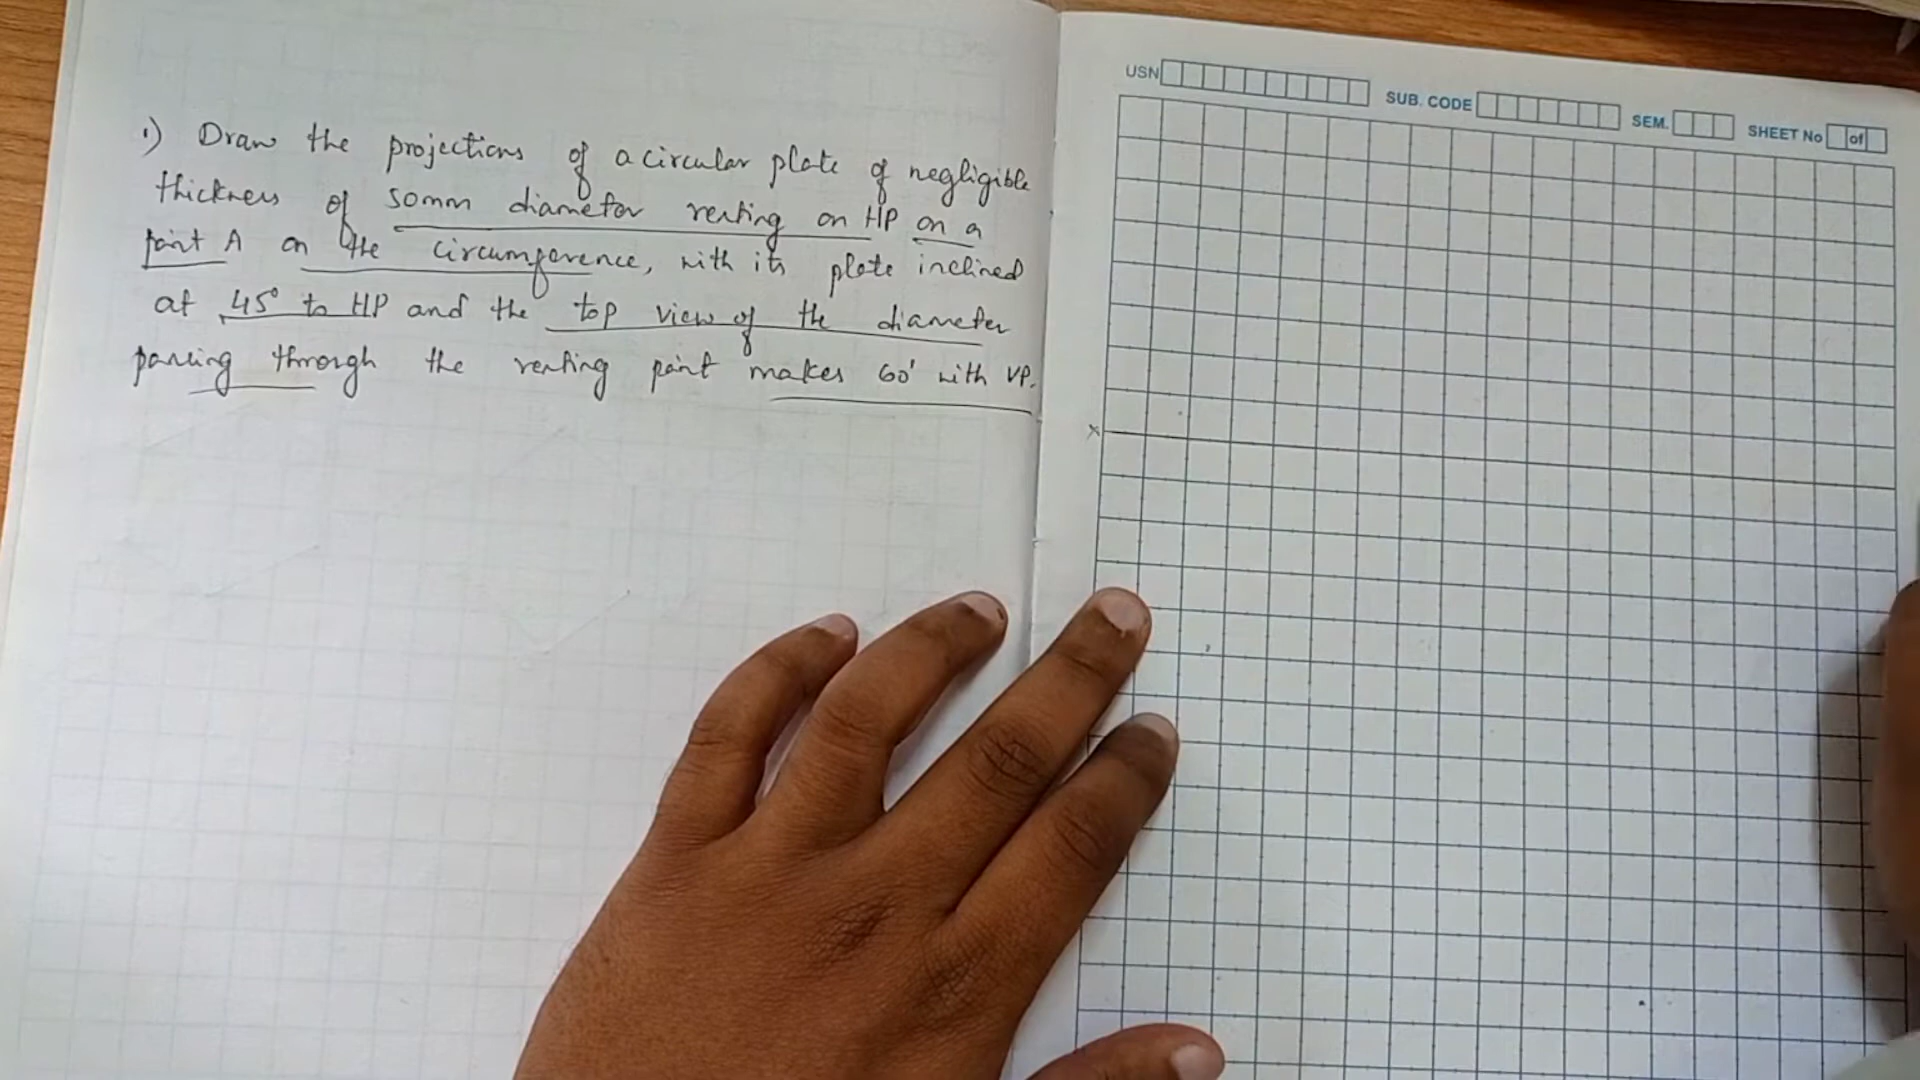 1) Draw the projections of a circular plate of negligible
thickness of 50mm diameter resting on HP on a
point A on the circumference, with its plate inclined
at 45° to HP and the top view of the diameter
passing through the resting point makes 60° with VP.
USN SUB. CODE SEM. SHEET No of
X